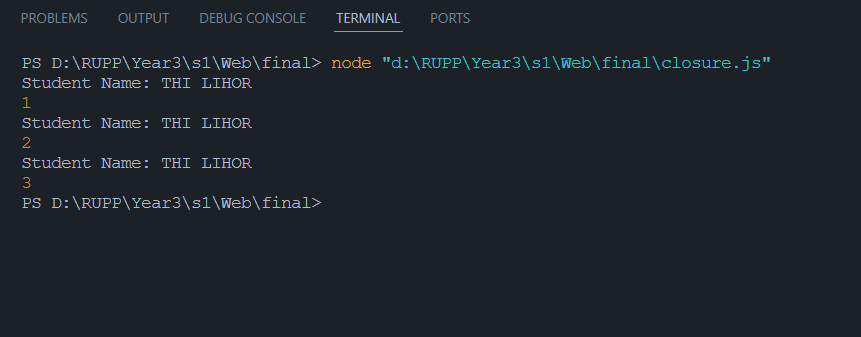 PROBLEMS OUTPUT DEBUG CONSOLE TERMINAL PORTS
PS D:\RUPP\Year3\s1\Web\final> node "d:\RUPP\Year3\s1\Web\final\closure.js"
Student Name: THI LIHOR
1
Student Name: THI LIHOR
2
Student Name: THI LIHOR
3
PS D:\RUPP\Year3\s1\Web\final>